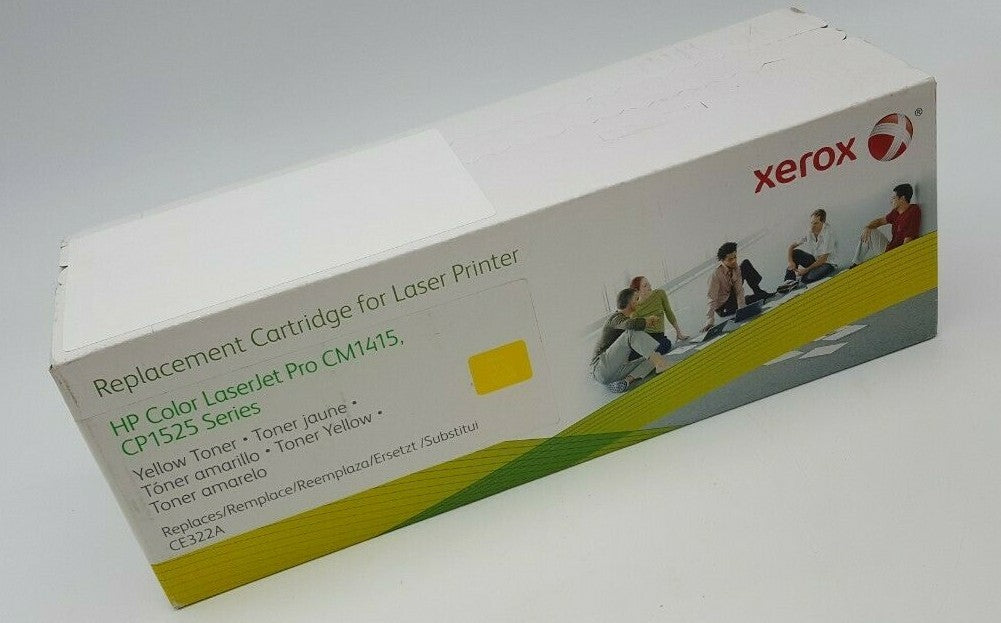 xerox ®
Replacement Cartridge for Laser Printer
HP Color LaserJet Pro CM1415,
CP1525 Series
Yellow Toner • Toner jaune •
Tóner amarillo • Toner Yellow •
Toner amarelo
Replaces/Remplace/Reemplaza/Ersetzt /Substitui
CE322A